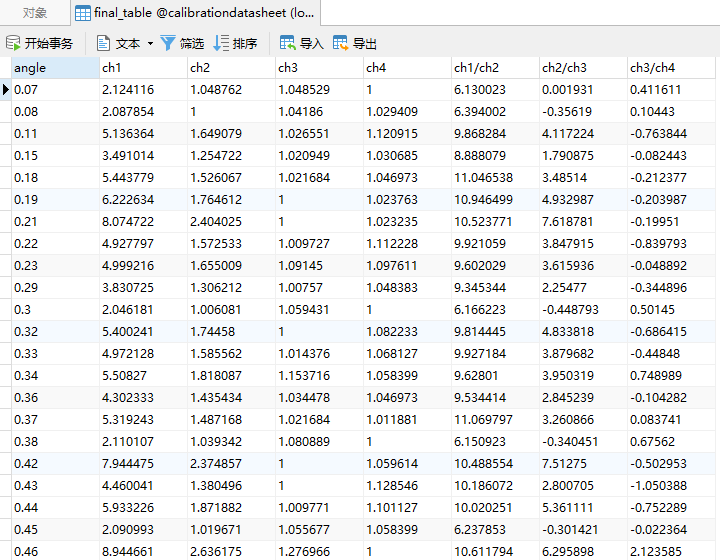 对象 final_table @calibrationdatasheet (lo...
开始事务 文本 筛选 排序 导入 导出
angle ch1 ch2 ch3 ch4 ch1/ch2 ch2/ch3 ch3/ch4
0.07 2.124116 1.048762 1.048529 1 6.130023 0.001931 0.411611
0.08 2.087854 1 1.04186 1.029409 6.394002 -0.35619 0.10443
0.11 5.136364 1.649079 1.026551 1.120915 9.868284 4.117224 -0.763844
0.15 3.491014 1.254722 1.020949 1.030685 8.888079 1.790875 -0.082443
0.18 5.443779 1.526067 1.021684 1.046973 11.046538 3.48514 -0.212377
0.19 6.222634 1.764612 1 1.023763 10.946499 4.932987 -0.203987
0.21 8.074722 2.404025 1 1.023235 10.523771 7.618781 -0.19951
0.22 4.927797 1.572533 1.009727 1.112228 9.921059 3.847915 -0.839793
0.23 4.999216 1.655009 1.09145 1.097611 9.602029 3.615936 -0.048892
0.29 3.830725 1.306212 1.00757 1.048383 9.345344 2.25477 -0.344896
0.3 2.046181 1.006081 1.059431 1 6.166223 -0.448793 0.50145
0.32 5.400241 1.74458 1 1.082233 9.814445 4.833818 -0.686415
0.33 4.972128 1.585562 1.014376 1.068127 9.927184 3.879682 -0.44848
0.34 5.50827 1.818087 1.153716 1.058399 9.62801 3.950319 0.748989
0.36 4.302333 1.435434 1.034478 1.046973 9.534414 2.845239 -0.104282
0.37 5.319243 1.487168 1.021684 1.011881 11.069797 3.260866 0.083741
0.38 2.110107 1.039342 1.080889 1 6.150923 -0.340451 0.67562
0.42 7.944475 2.374857 1 1.059614 10.488554 7.51275 -0.502953
0.43 4.460041 1.380496 1 1.128546 10.186072 2.800705 -1.050388
0.44 5.933226 1.871882 1.009771 1.101127 10.020251 5.361111 -0.752289
0.45 2.090993 1.019671 1.055677 1.058399 6.237853 -0.301421 -0.022364
0.46 8.944661 2.636175 1.276966 1 10.611794 6.295898 2.123585